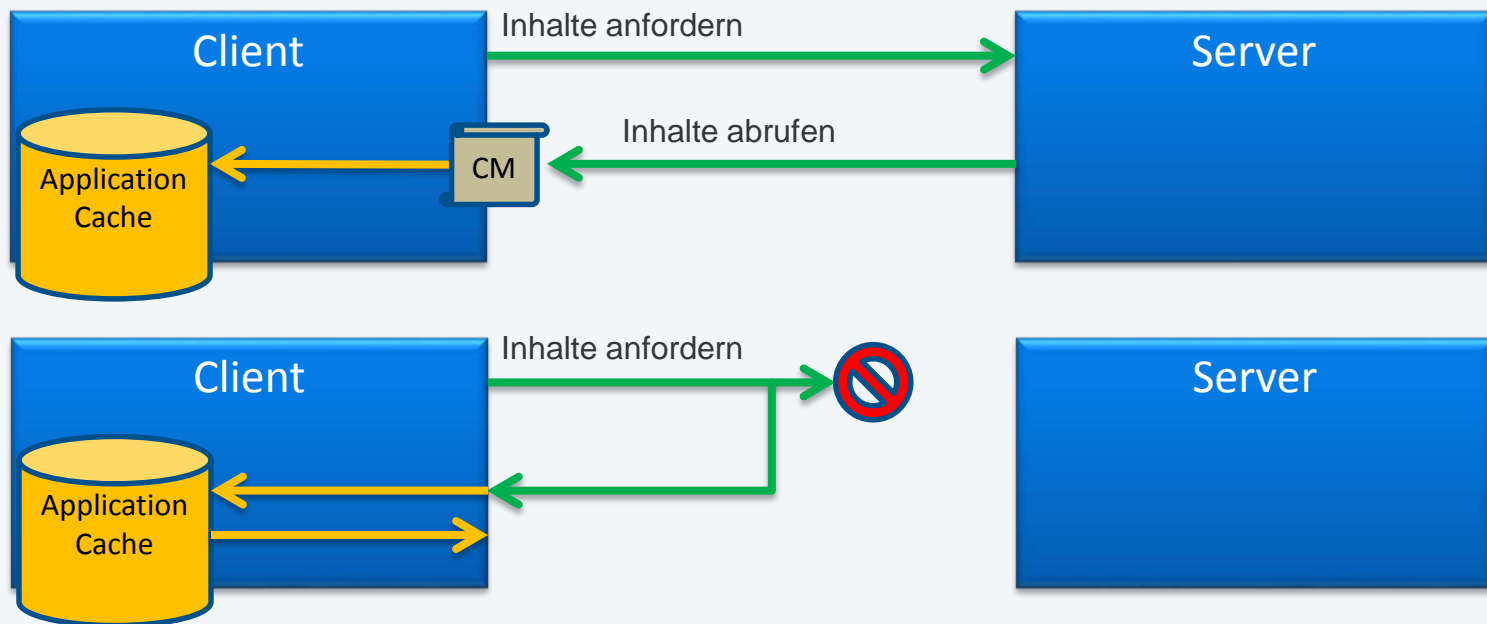 Client
Inhalte anfordern
Server
Inhalte abrufen
CM
Application
Cache
Client
Inhalte anfordern
Server
Application
Cache